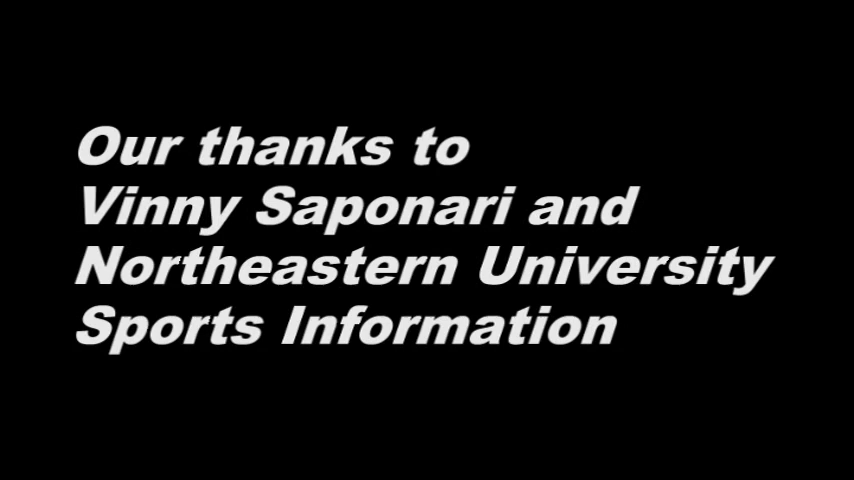 Our thanks to
Vinny Saponari and
Northeastern University
Sports Information